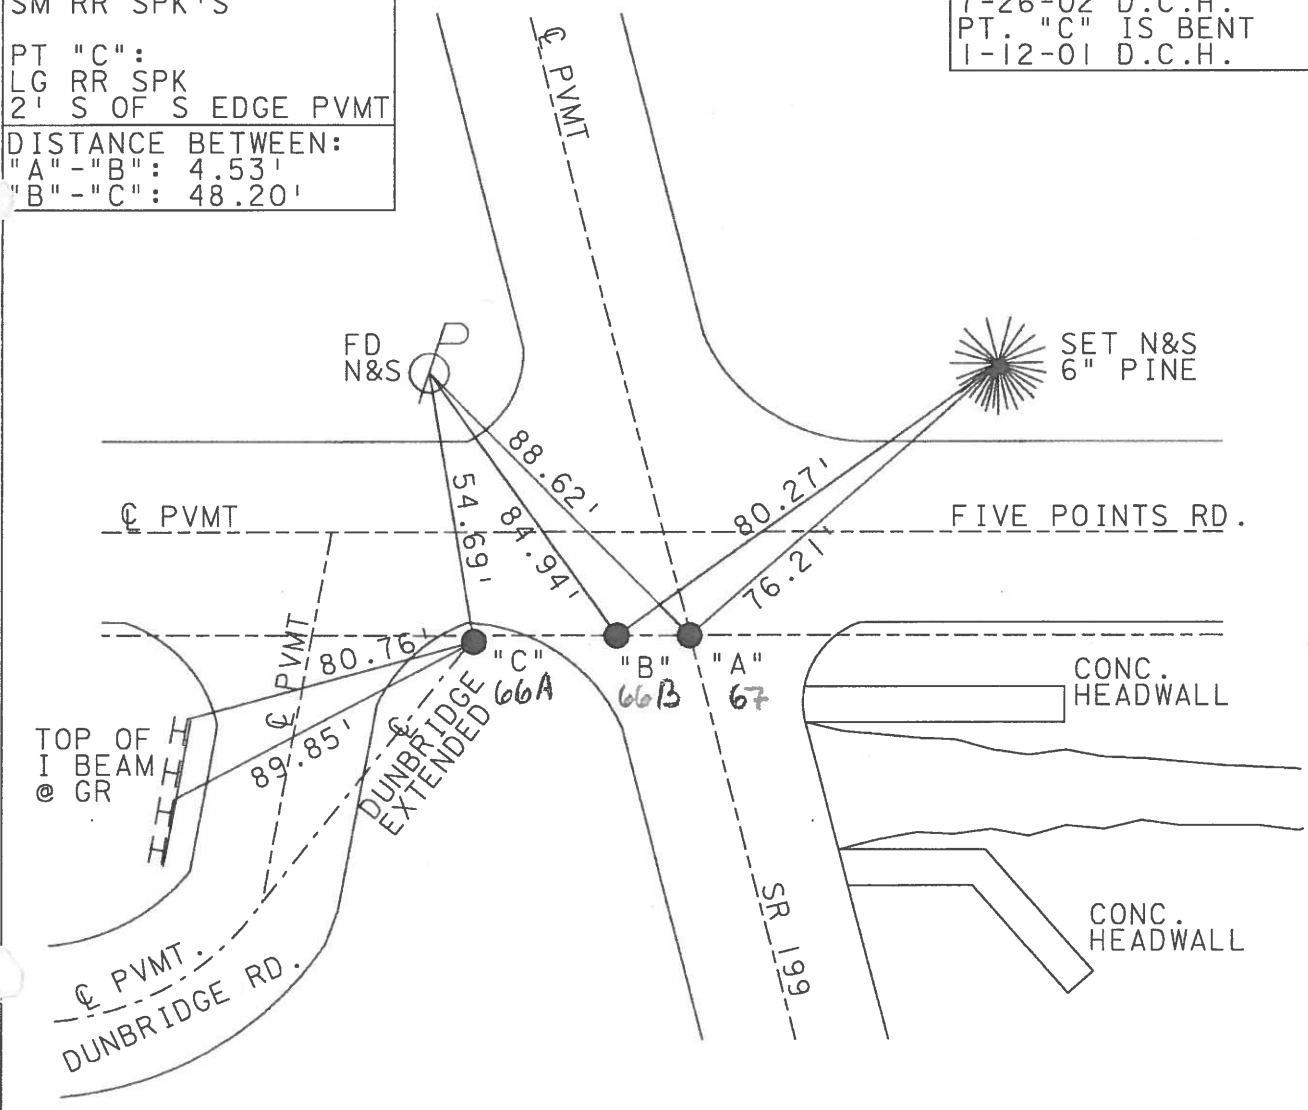 SM RR SPK'S
PT "C":
LG RR SPK
2' S OF S EDGE PVMT
DISTANCE BETWEEN:
"A"-"B": 4.53'
"B"-"C": 48.20'
7-26-02 D.C.H.
PT. "C" IS BENT
1-12-01 D.C.H.
℄ PVMT
FD
N&S
SET N&S
6" PINE
88.62'
54.69'
84.94'
80.27'
76.21'
℄ PVMT
FIVE POINTS RD.
℄ PVMT
80.76'
89.85'
"C"
66A
"B"
66B
"A"
67
CONC.
HEADWALL
TOP OF
I BEAM
@ GR
℄
DUNBRIDGE
EXTENDED
SR 199
CONC.
HEADWALL
℄ PVMT.
DUNBRIDGE RD.